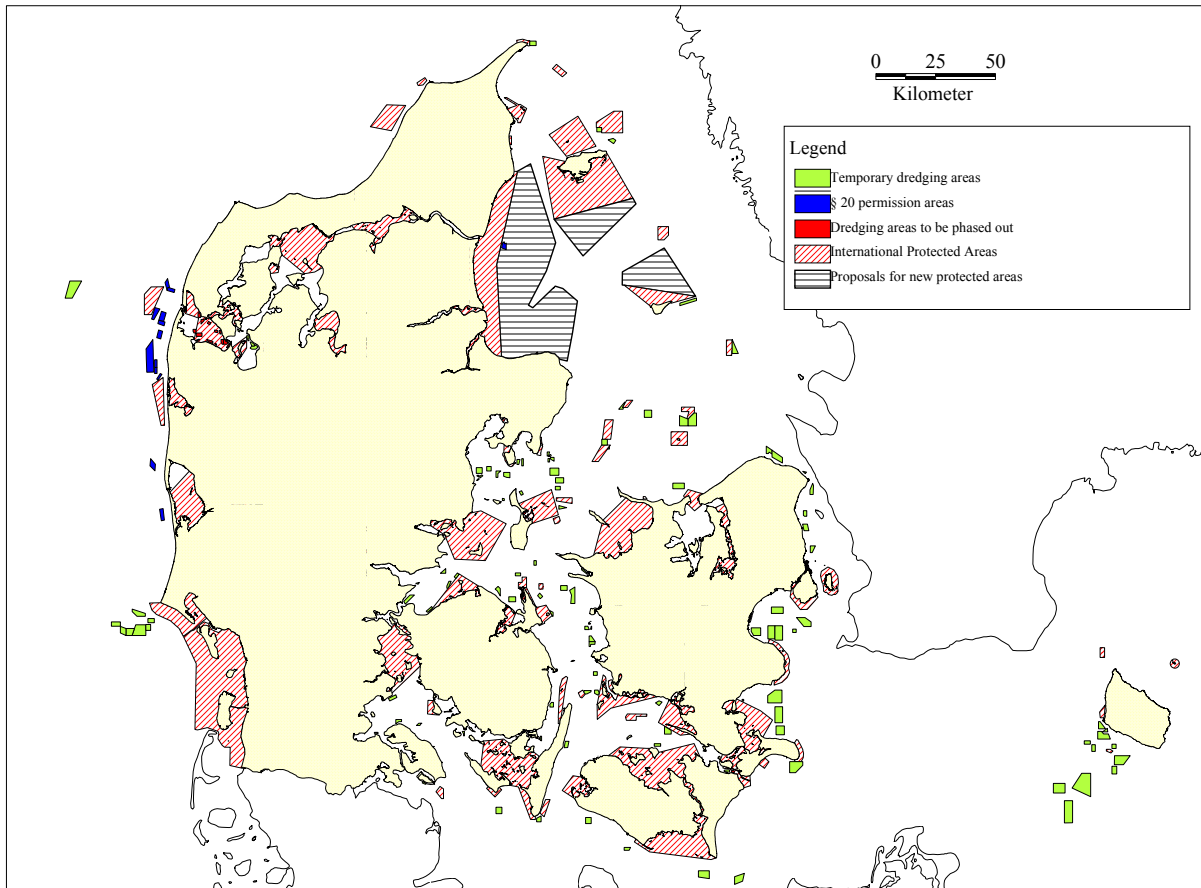 0 25 50
Kilometer
Legend
Temporary dredging areas
§ 20 permission areas
Dredging areas to be phased out
International Protected Areas
Proposals for new protected areas